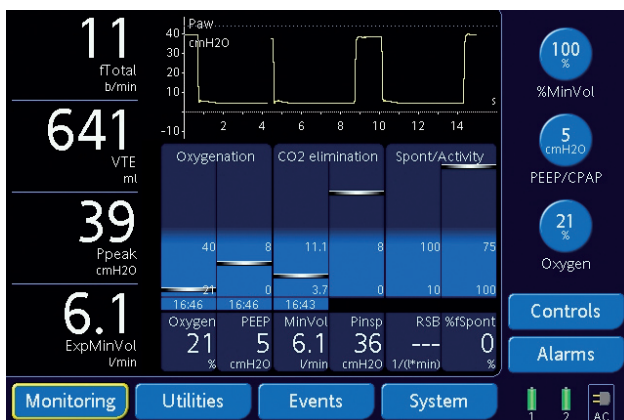 11
fTotal
b/min
641
VTE
ml
39
Ppeak
cmH2O
6.1
ExpMinVol
l/min
Paw
cmH2O
40
30
20
10
-10
2 4 6 8 10 12 14
s
Oxygenation CO2 elimination Spont/Activity
40 8 11.1 8 100 75
21 0 3.7 0 10 100
16:46 16:46 16:43
Oxygen PEEP MinVol Pinsp RSB %fSpont
21 5 6.1 36 --- 0
% cmH2O l/min cmH2O 1/(l*min) %
100
%
%MinVol
5
cmH2O
PEEP/CPAP
21
%
Oxygen
Controls
Alarms
Monitoring Utilities Events System
1 2 AC